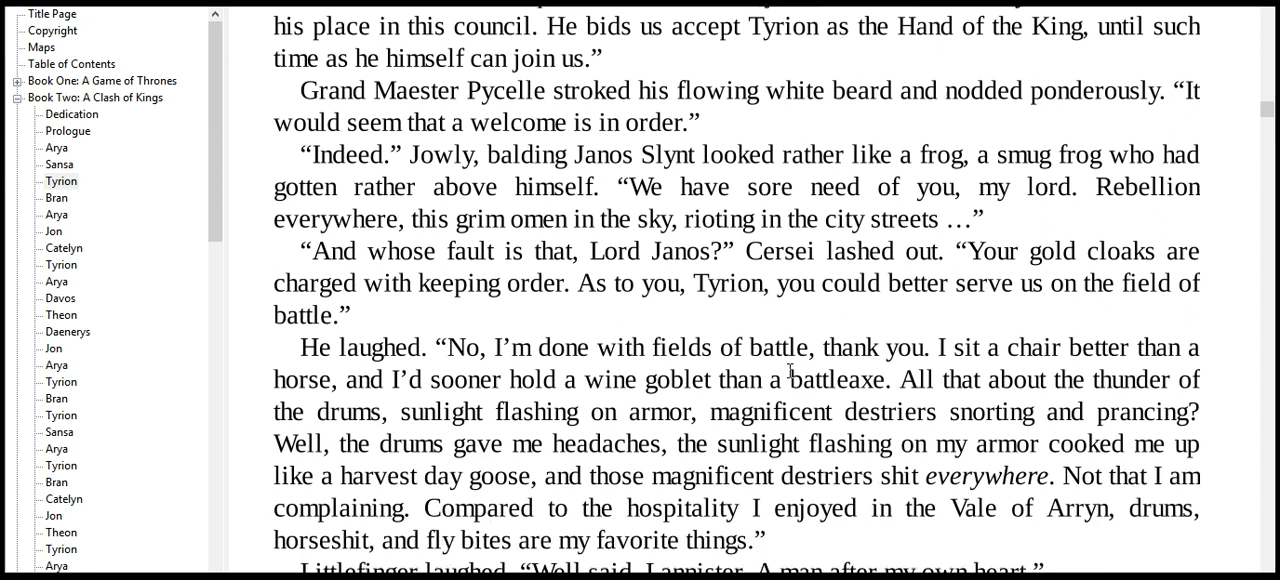 Title Page
Copyright
Maps
Table of Contents
Book One: A Game of Thrones
Book Two: A Clash of Kings
Dedication
Prologue
Arya
Sansa
Tyrion
Bran
Arya
Jon
Catelyn
Tyrion
Arya
Davos
Theon
Daenerys
Jon
Arya
Tyrion
Bran
Tyrion
Sansa
Arya
Tyrion
Bran
Catelyn
Jon
Theon
Tyrion
Arya
his place in this council. He bids us accept Tyrion as the Hand of the King, until such
time as he himself can join us.”
Grand Maester Pycelle stroked his flowing white beard and nodded ponderously. “It
would seem that a welcome is in order.”
“Indeed.” Jowly, balding Janos Slynt looked rather like a frog, a smug frog who had
gotten rather above himself. “We have sore need of you, my lord. Rebellion
everywhere, this grim omen in the sky, rioting in the city streets …”
“And whose fault is that, Lord Janos?” Cersei lashed out. “Your gold cloaks are
charged with keeping order. As to you, Tyrion, you could better serve us on the field of
battle.”
He laughed. “No, I’m done with fields of battle, thank you. I sit a chair better than a
horse, and I’d sooner hold a wine goblet than a battleaxe. All that about the thunder of
the drums, sunlight flashing on armor, magnificent destriers snorting and prancing?
Well, the drums gave me headaches, the sunlight flashing on my armor cooked me up
like a harvest day goose, and those magnificent destriers shit everywhere. Not that I am
complaining. Compared to the hospitality I enjoyed in the Vale of Arryn, drums,
horseshit, and fly bites are my favorite things.”
Littlefinger laughed. “Well said, Lannister. A man after my own heart.”